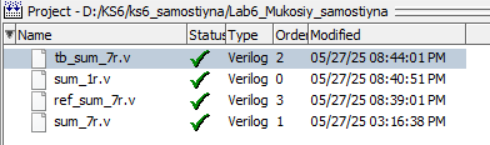 Project - D:/KS6/ks6_samostiyna/Lab6_Mukosiy_samostiyna
Name Status Type Order Modified
tb_sum_7r.v Verilog 2 05/27/25 08:44:01 PM
sum_1r.v Verilog 0 05/27/25 08:40:51 PM
ref_sum_7r.v Verilog 3 05/27/25 08:39:01 PM
sum_7r.v Verilog 1 05/27/25 03:16:38 PM